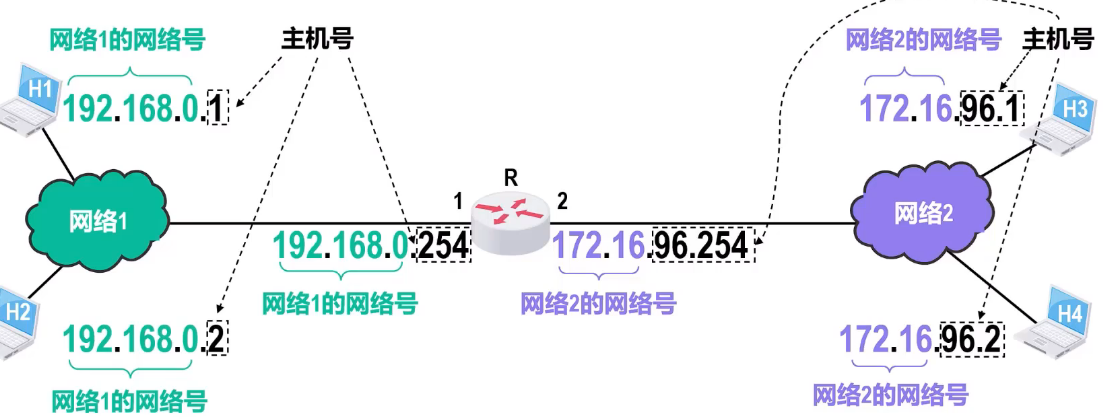 网络1的网络号
主机号
网络2的网络号
主机号
H1
192.168.0.1
172.16.96.1
H3
网络1
1
R
2
网络2
192.168.0.254
172.16.96.254
网络1的网络号
网络2的网络号
H2
192.168.0.2
172.16.96.2
H4
网络1的网络号
网络2的网络号